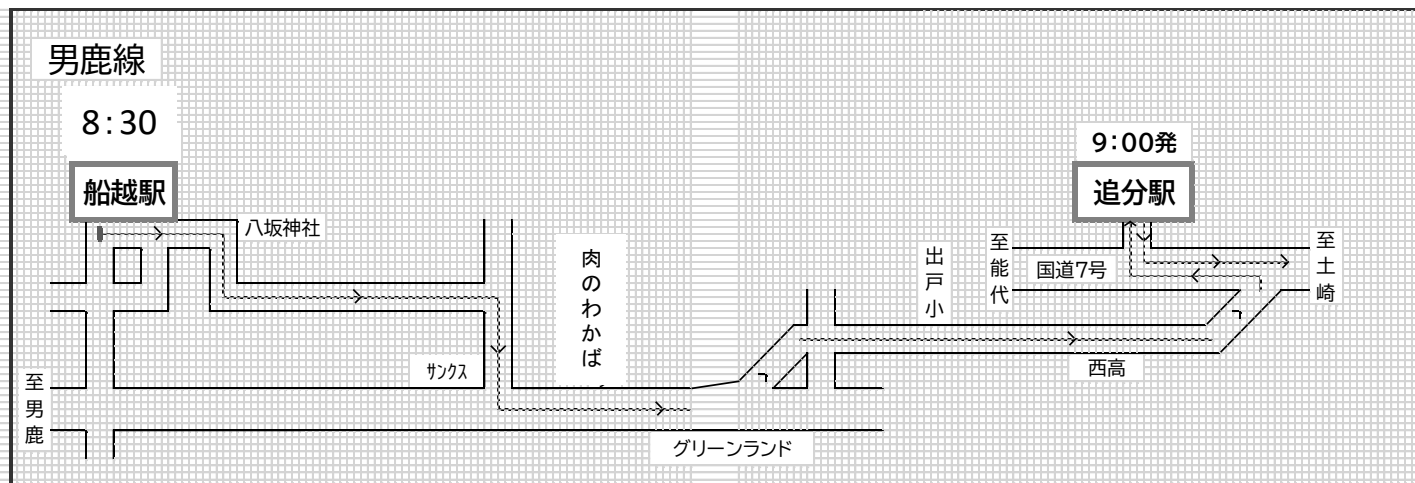 男鹿線
8:30
船越駅
八坂神社
肉のわかば
サンクス
至男鹿
グリーンランド
出戸小
西高
至能代
国道7号
9:00発
追分駅
至土崎